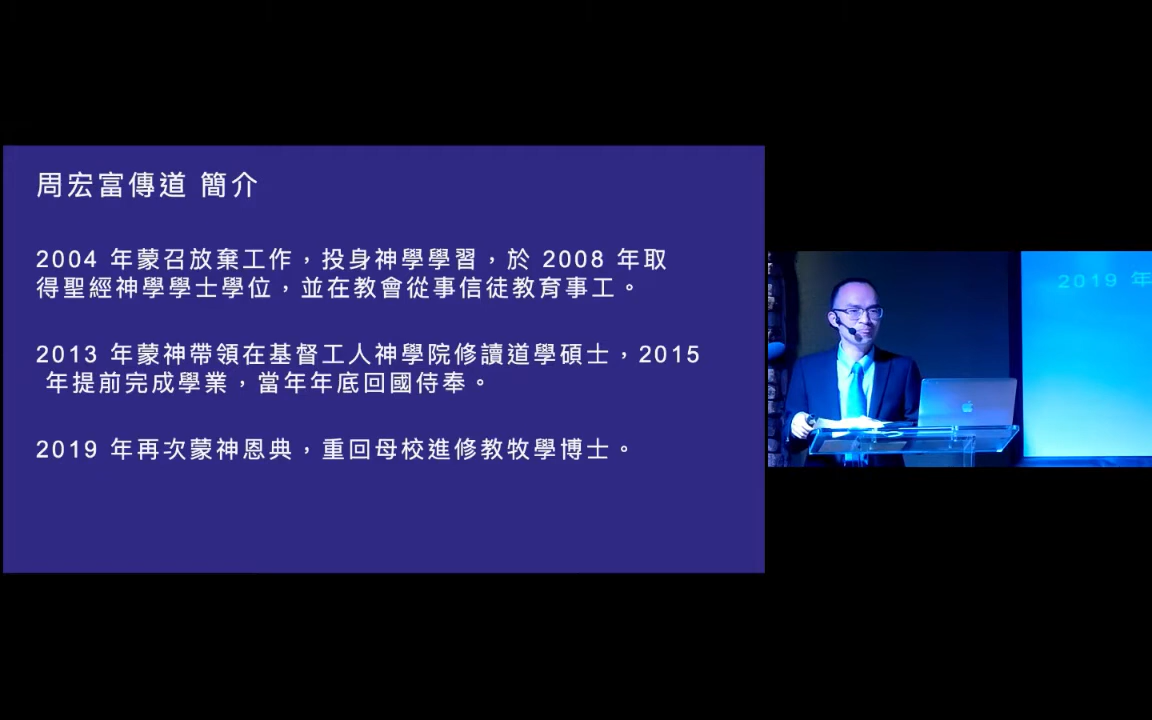 周宏富傳道 簡介
2004 年蒙召放棄工作，投身神學學習，於 2008 年取
得聖經神學學士學位，並在教會從事信徒教育事工。
2013 年蒙神帶領在基督工人神學院修讀道學碩士，2015
年提前完成學業，當年年底回國侍奉。
2019 年再次蒙神恩典，重回母校進修教牧學博士。
2019 年